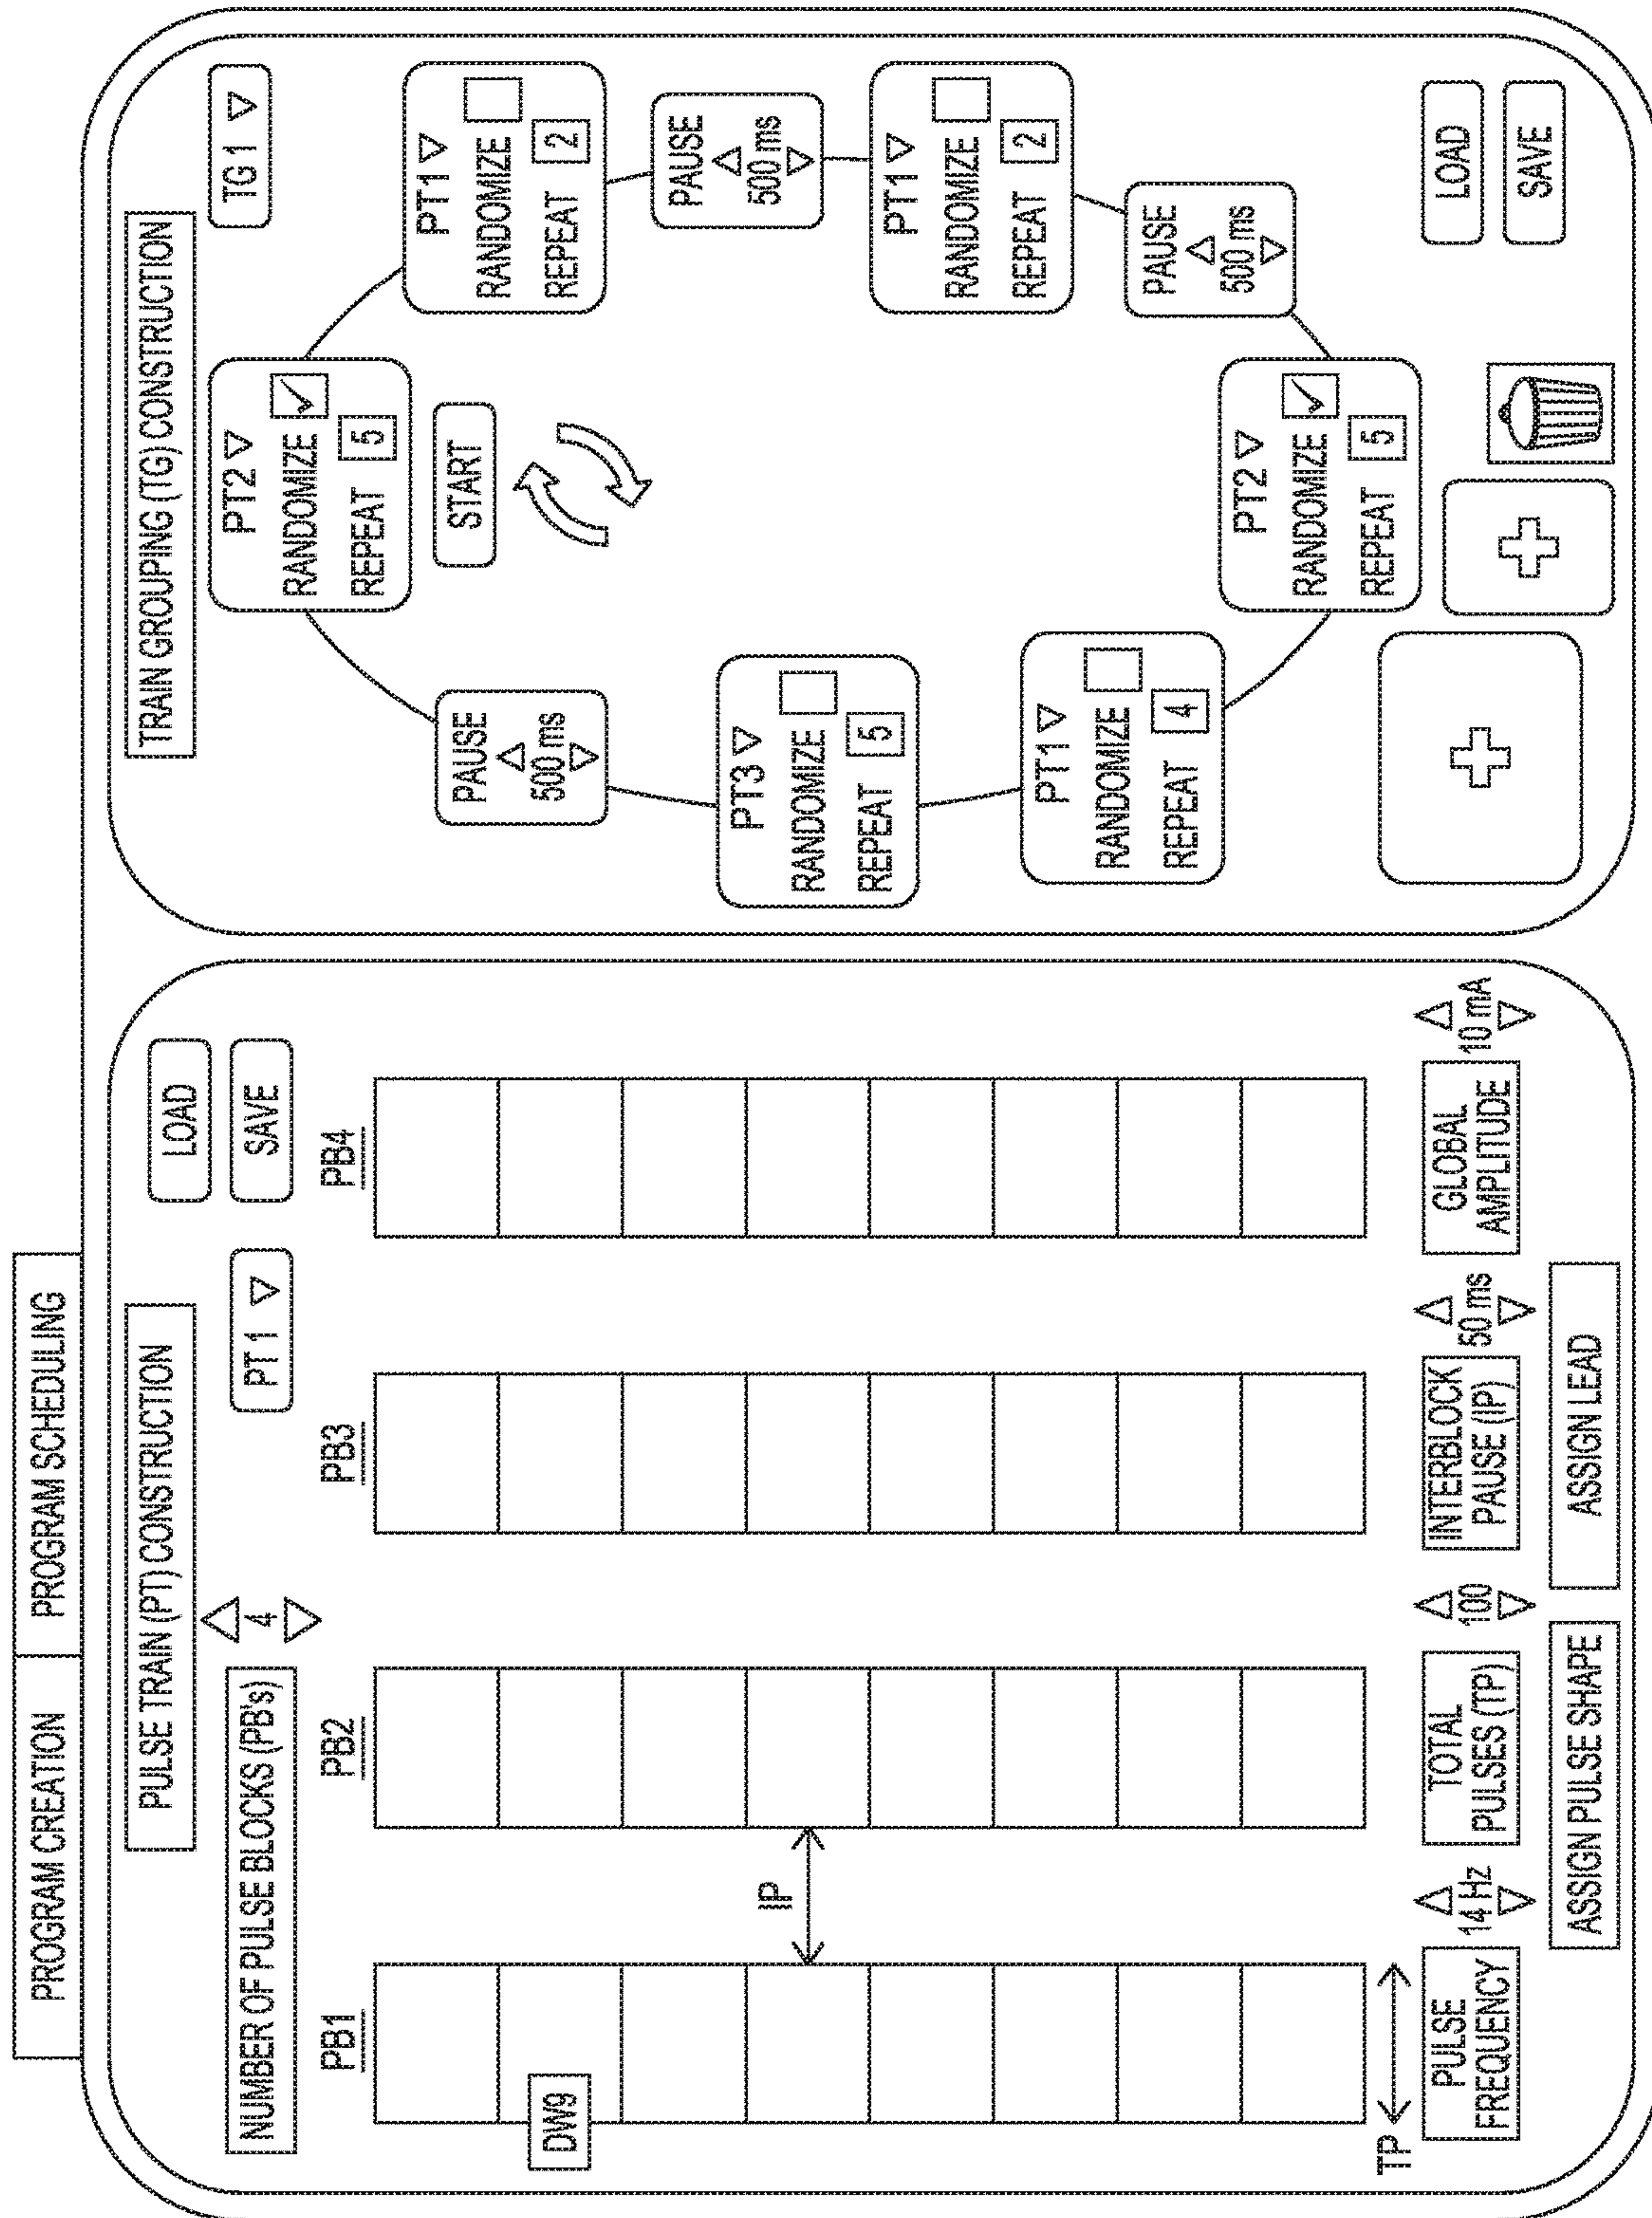 PROGRAM CREATION
PROGRAM SCHEDULING
PULSE TRAIN (PT) CONSTRUCTION
NUMBER OF PULSE BLOCKS (PB's)
4
PT 1
LOAD
SAVE
PB1
PB2
PB3
PB4
DW9
IP
TP
PULSE
FREQUENCY
14 Hz
TOTAL
PULSES (TP)
100
INTERBLOCK
PAUSE (IP)
50 ms
GLOBAL
AMPLITUDE
10 mA
ASSIGN PULSE SHAPE
ASSIGN LEAD
TRAIN GROUPING (TG) CONSTRUCTION
TG 1
PT2
RANDOMIZE
REPEAT 5
START
PT1
RANDOMIZE
REPEAT 2
PAUSE
500 ms
PT1
RANDOMIZE
REPEAT 2
PAUSE
500 ms
PT2
RANDOMIZE
REPEAT 5
PT1
RANDOMIZE
REPEAT 4
PT3
RANDOMIZE
REPEAT 5
PAUSE
500 ms
LOAD
SAVE